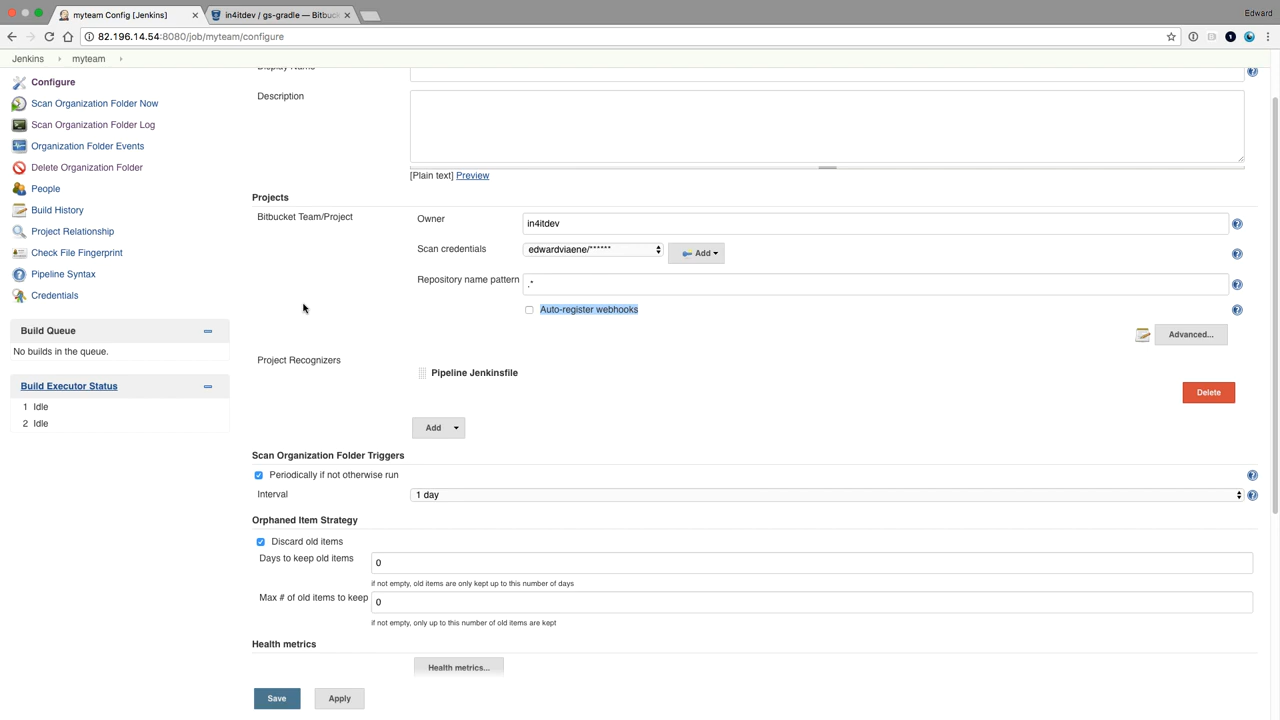 myteam Config [Jenkins]
in4itdev / gs-gradle — Bitbuck
Edward
82.196.14.54:8080/job/myteam/configure
Jenkins
myteam
Configure
Scan Organization Folder Now
Scan Organization Folder Log
Organization Folder Events
Delete Organization Folder
People
Build History
Project Relationship
Check File Fingerprint
Pipeline Syntax
Credentials
Build Queue
No builds in the queue.
Build Executor Status
1 Idle
2 Idle
Display Name
Description
[Plain text] Preview
Projects
Bitbucket Team/Project
Owner
in4itdev
Scan credentials
edwardviaene/******
Add
Repository name pattern
.*
Auto-register webhooks
Advanced...
Project Recognizers
Pipeline Jenkinsfile
Delete
Add
Scan Organization Folder Triggers
Periodically if not otherwise run
Interval
1 day
Orphaned Item Strategy
Discard old items
Days to keep old items
0
if not empty, old items are only kept up to this number of days
Max # of old items to keep
0
if not empty, only up to this number of old items are kept
Health metrics
Health metrics...
Save
Apply